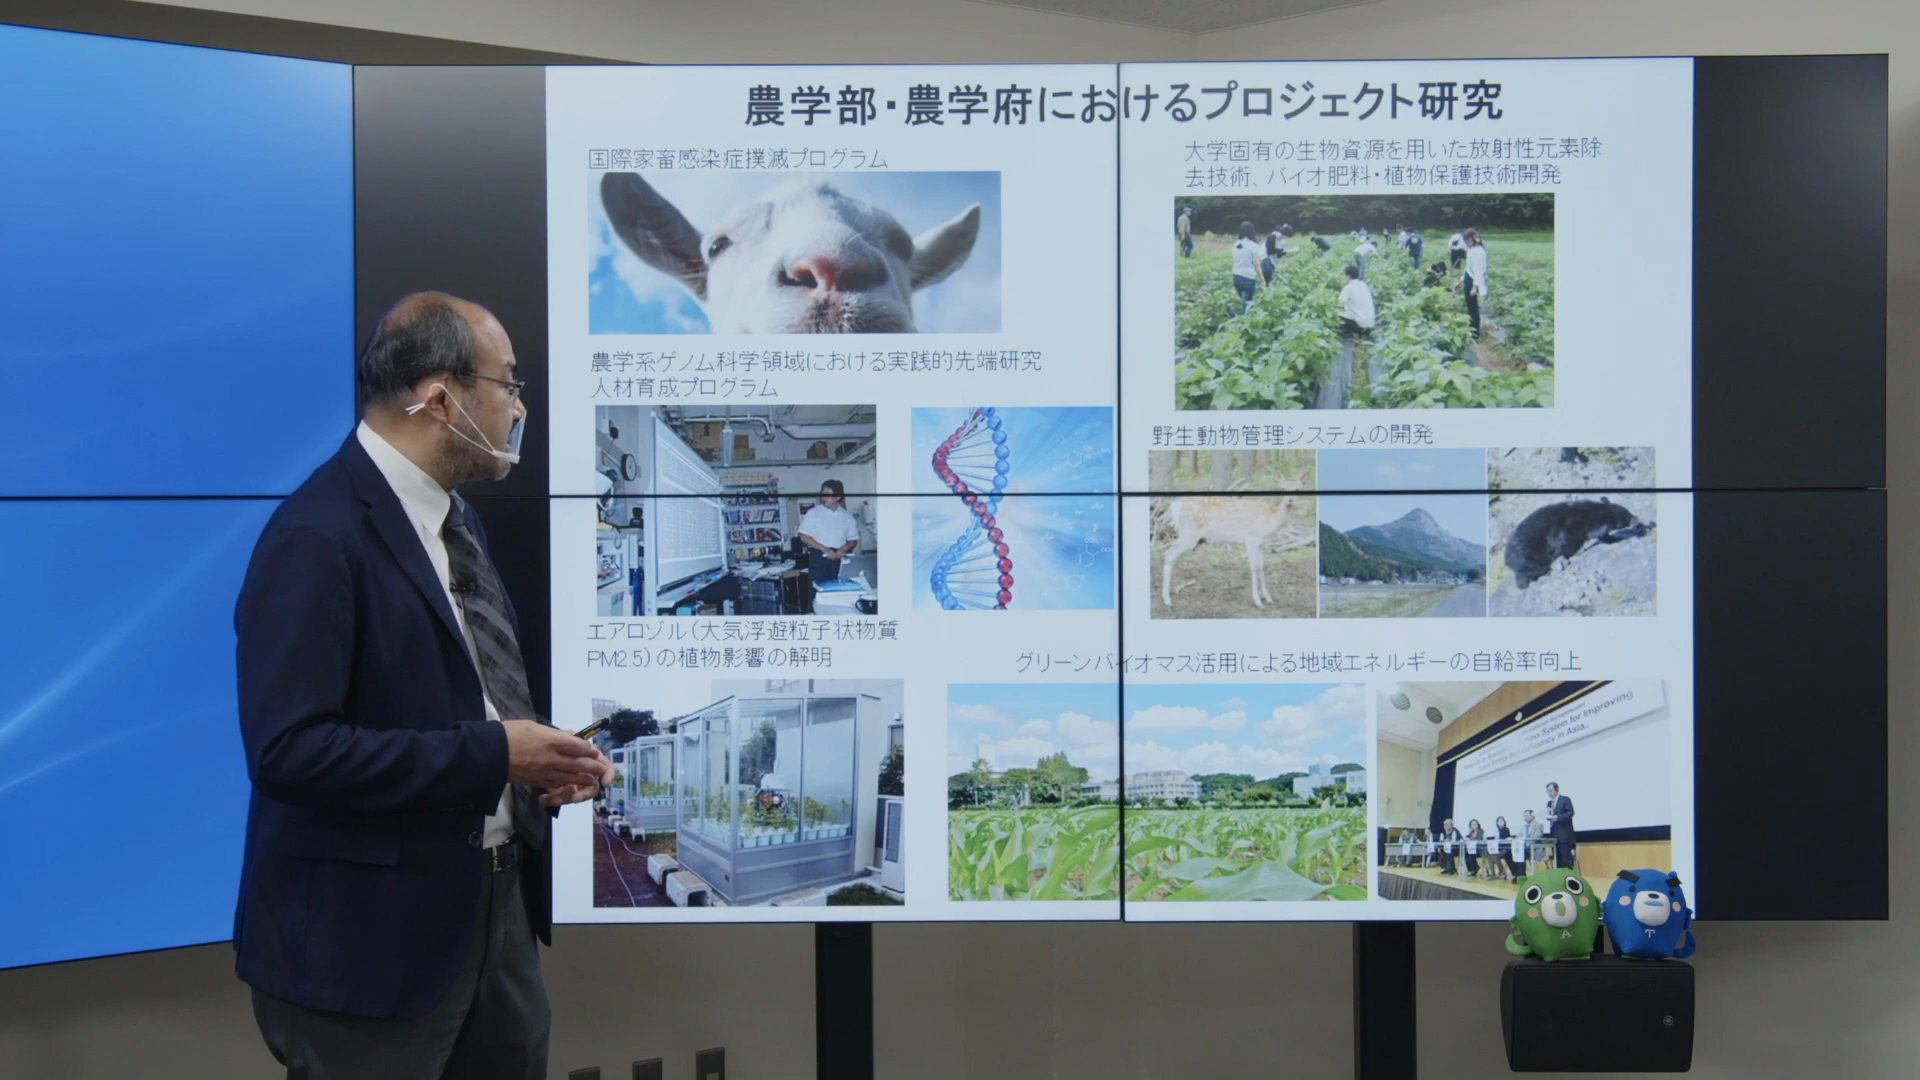 農学部・農学府におけるプロジェクト研究
国際家畜感染症撲滅プログラム
大学固有の生物資源を用いた放射性元素除
去技術、バイオ肥料・植物保護技術開発
農学系ゲノム科学領域における実践的先端研究
人材育成プログラム
野生動物管理システムの開発
エアロゾル（大気浮遊粒子状物質
PM2.5）の植物影響の解明
グリーンバイオマス活用による地域エネルギーの自給率向上
Symposium
System for Improving
in Asia.
A
T